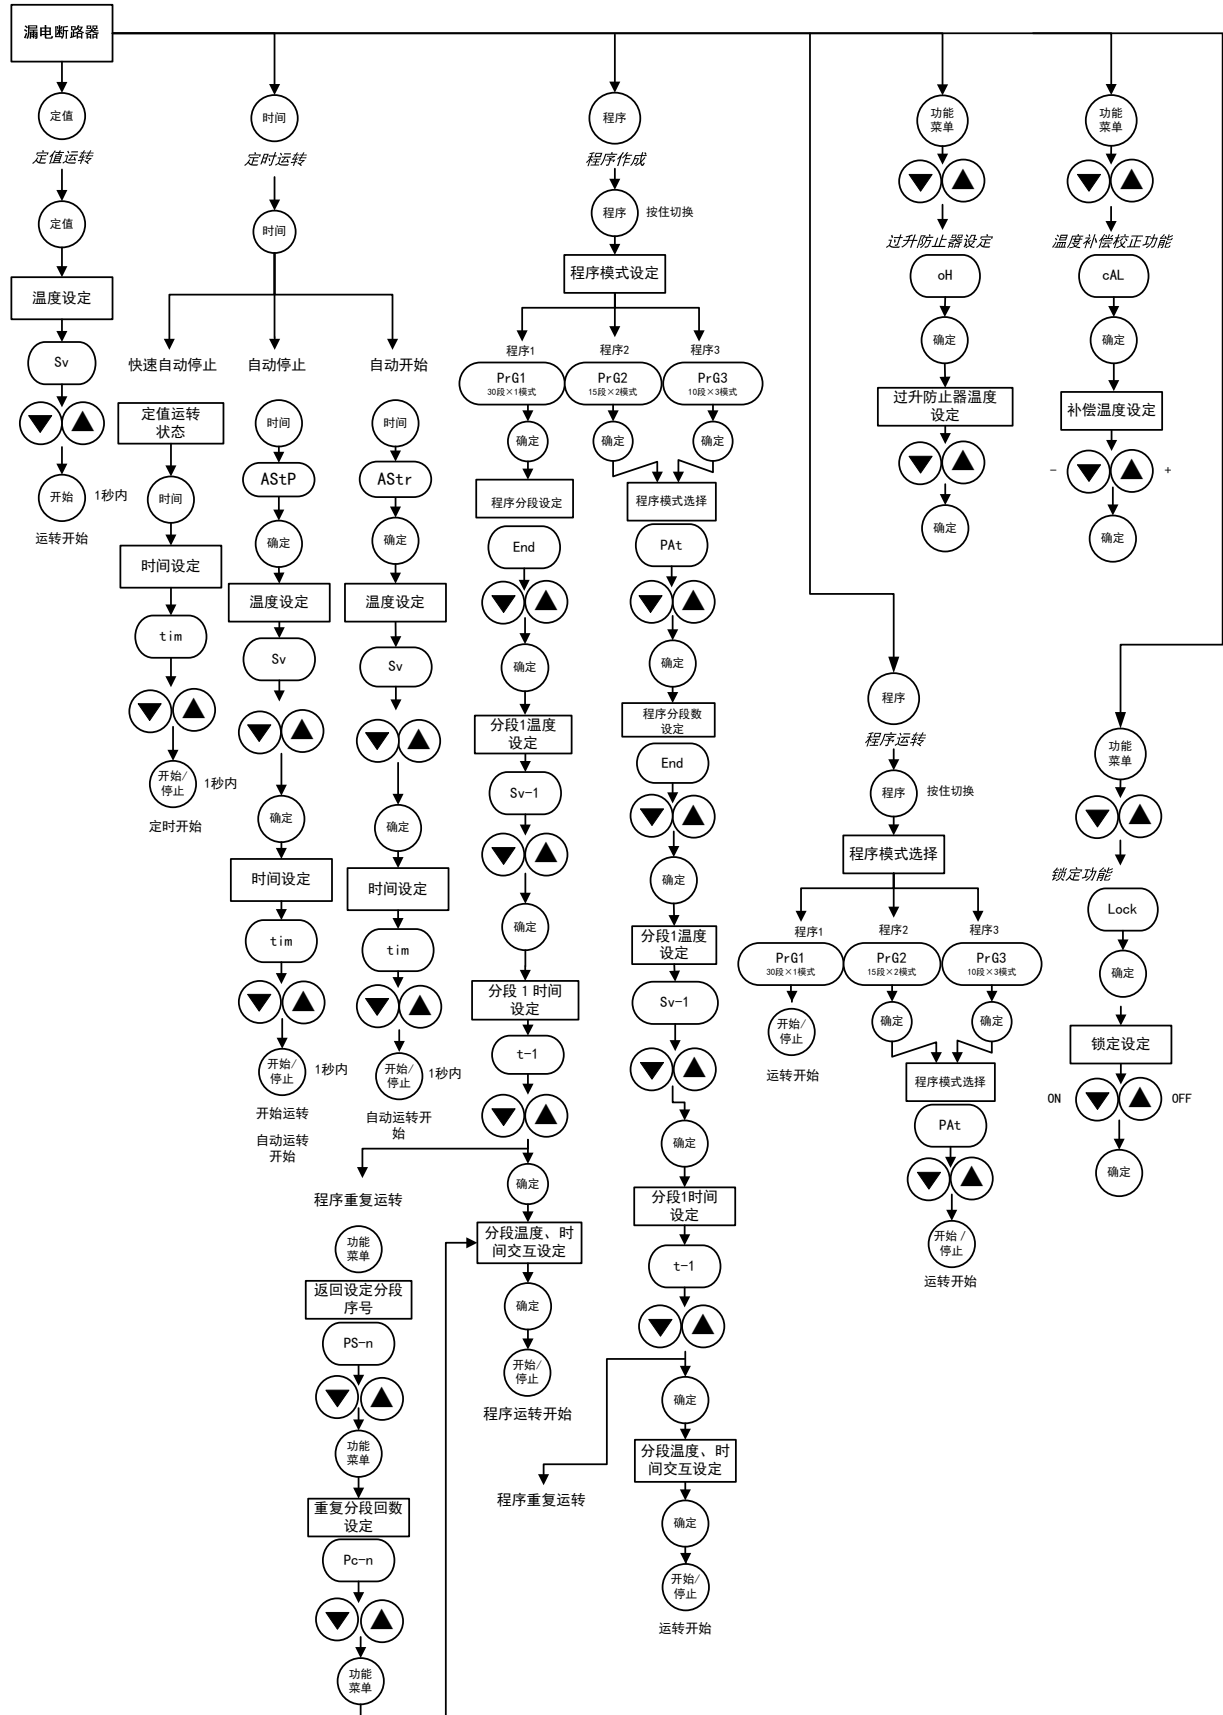 漏电断路器
定值
定值运转
定值
温度设定
Sv
开始
1秒内
运转开始
时间
定时运转
时间
快速自动停止
定值运转
状态
时间
时间设定
tim
开始/
停止
1秒内
定时开始
自动停止
时间
AStP
确定
温度设定
Sv
确定
时间设定
tim
开始/
停止
1秒内
开始运转
自动运转
开始
自动开始
时间
AStr
确定
温度设定
Sv
确定
时间设定
tim
开始/
停止
1秒内
自动运转开
始
程序
程序作成
程序
按住切换
程序模式设定
程序1
PrG1
30段×1模式
确定
程序分段设定
End
确定
分段1温度
设定
Sv-1
确定
分段 1 时间
设定
t-1
确定
分段温度、时
间交互设定
确定
开始/
停止
程序运转开始
程序重复运转
功能
菜单
返回设定分段
序号
PS-n
功能
菜单
重复分段回数
设定
Pc-n
功能
菜单
程序2
PrG2
15段×2模式
确定
程序3
PrG3
10段×3模式
确定
程序模式选择
PAt
确定
程序分段数
设定
End
确定
分段1温度
设定
Sv-1
确定
分段1时间
设定
t-1
确定
分段温度、时
间交互设定
确定
开始/
停止
运转开始
程序重复运转
程序
程序运转
程序
按住切换
程序模式选择
程序1
PrG1
30段×1模式
开始/
停止
运转开始
程序2
PrG2
15段×2模式
确定
程序3
PrG3
10段×3模式
确定
程序模式选择
PAt
开始 /
停止
运转开始
功能
菜单
过升防止器设定
oH
确定
过升防止器温度
设定
确定
功能
菜单
温度补偿校正功能
cAL
确定
补偿温度设定
-
+
确定
功能
菜单
锁定功能
Lock
确定
锁定设定
ON
OFF
确定